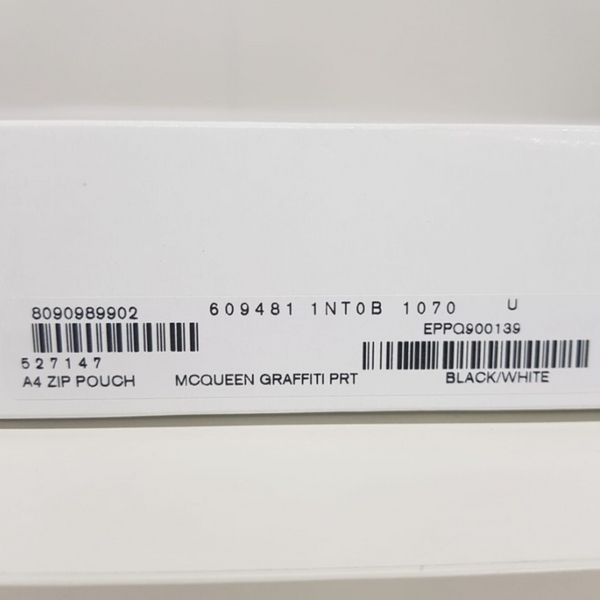 8090989902 609481 1NT0B 1070 U
EPPQ900139
527147
A4 ZIP POUCH MCQUEEN GRAFFITI PRT BLACK/WHITE